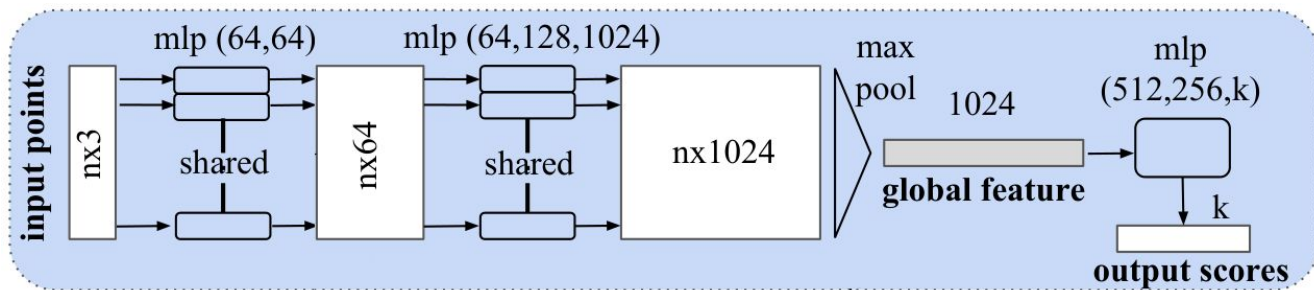 input points
nx3
mlp (64,64)
shared
nx64
mlp (64,128,1024)
shared
nx1024
max
pool
1024
global feature
mlp
(512,256,k)
k
output scores